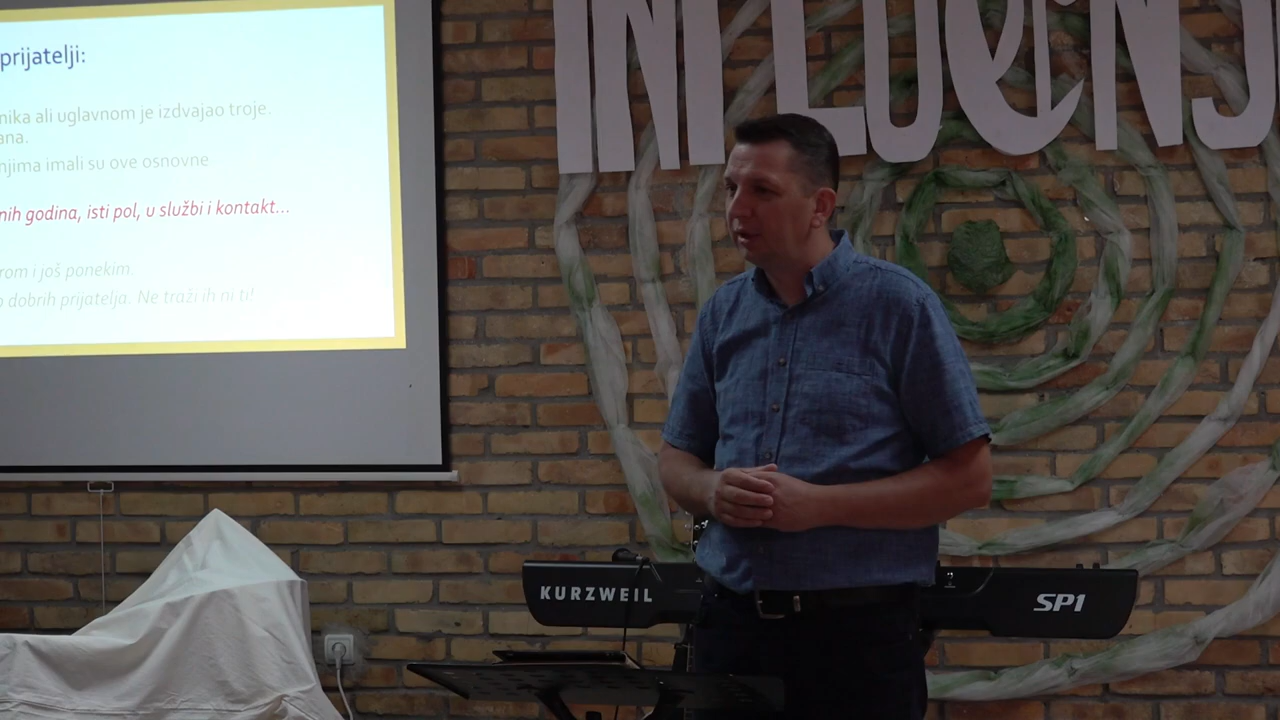 prijatelji:
nika ali uglavnom je izdvajao troje.
ana.
njima imali su ove osnovne
nih godina, isti pol, u službi i kontakt...
rom i još ponekim.
o dobrih prijatelja. Ne traži ih ni ti!
INFLUENS
KURZWEIL
SP1